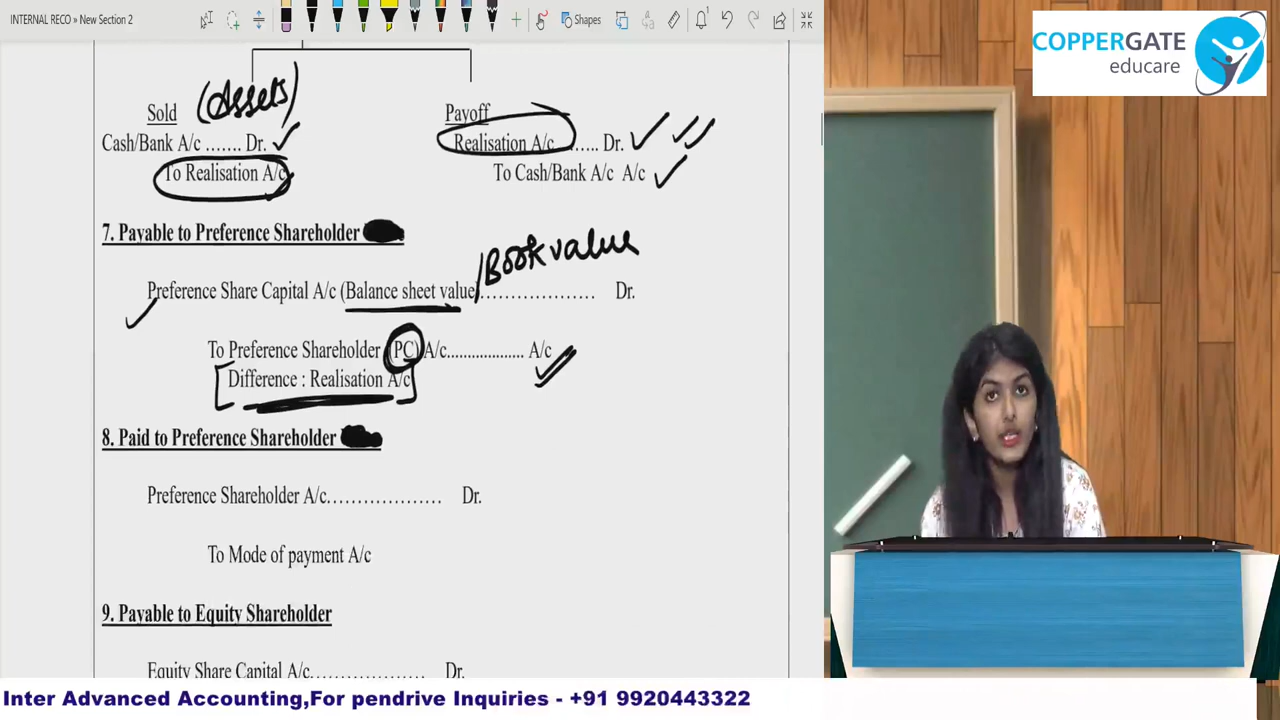 INTERNAL RECO » New Section 2
Shapes
COPPERGATE
educare
Sold (Assets)
Cash/Bank A/c ……. Dr.
To Realisation A/c
Payoff
Realisation A/c ….. Dr.
To Cash/Bank A/c A/c
7. Payable to Preference Shareholder
/Book value
Preference Share Capital A/c (Balance sheet value)………………… Dr.
To Preference Shareholder (PC) A/c.................. A/c
Difference : Realisation A/c
8. Paid to Preference Shareholder
Preference Shareholder A/c………………… Dr.
To Mode of payment A/c
9. Payable to Equity Shareholder
Equity Share Capital A/c………………… Dr.
Inter Advanced Accounting,For pendrive Inquiries - +91 9920443322